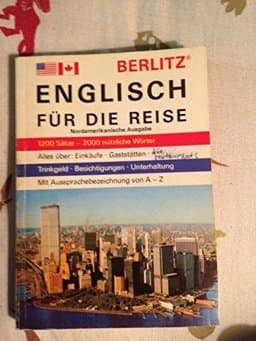 BERLITZ®
ENGLISCH
FÜR DIE REISE
Nordamerikanische Ausgabe
1200 Sätze – 2000 nützliche Wörter
Alles über: Einkäufe · Gaststätten ·
Trinkgeld · Besichtigungen · Unterhaltung
Mit Aussprachebezeichnung von A – Z